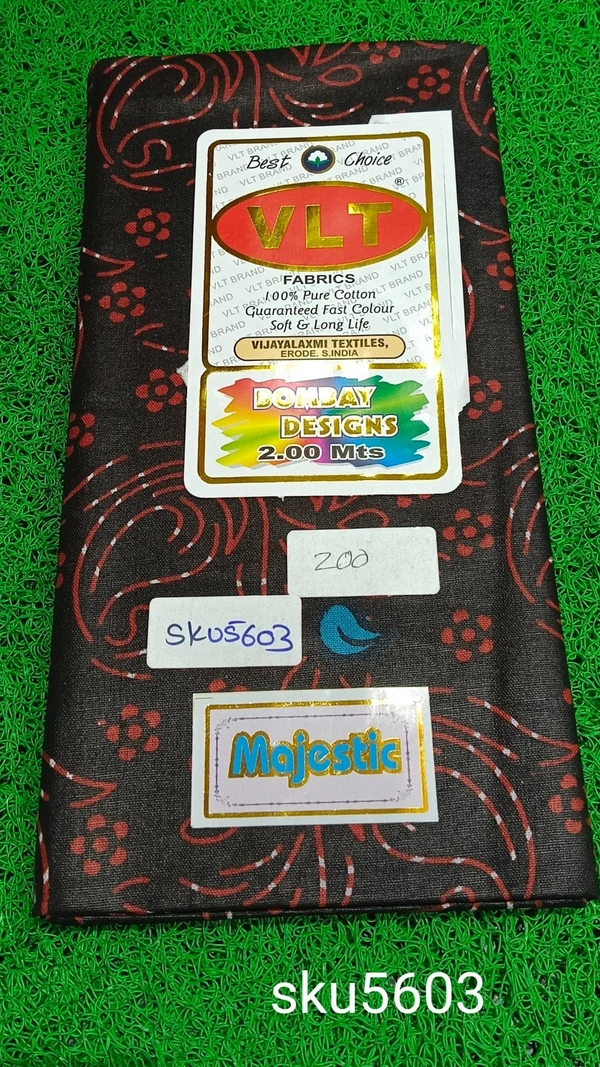 Best Choice
VLT
®
FABRICS
100% Pure Cotton
Guaranteed Fast Colour
Soft & Long Life
VIJAYALAXMI TEXTILES,
ERODE, S.INDIA
BOMBAY
DESIGNS
2.00 Mts
200
SKU5603
Majestic
sku5603